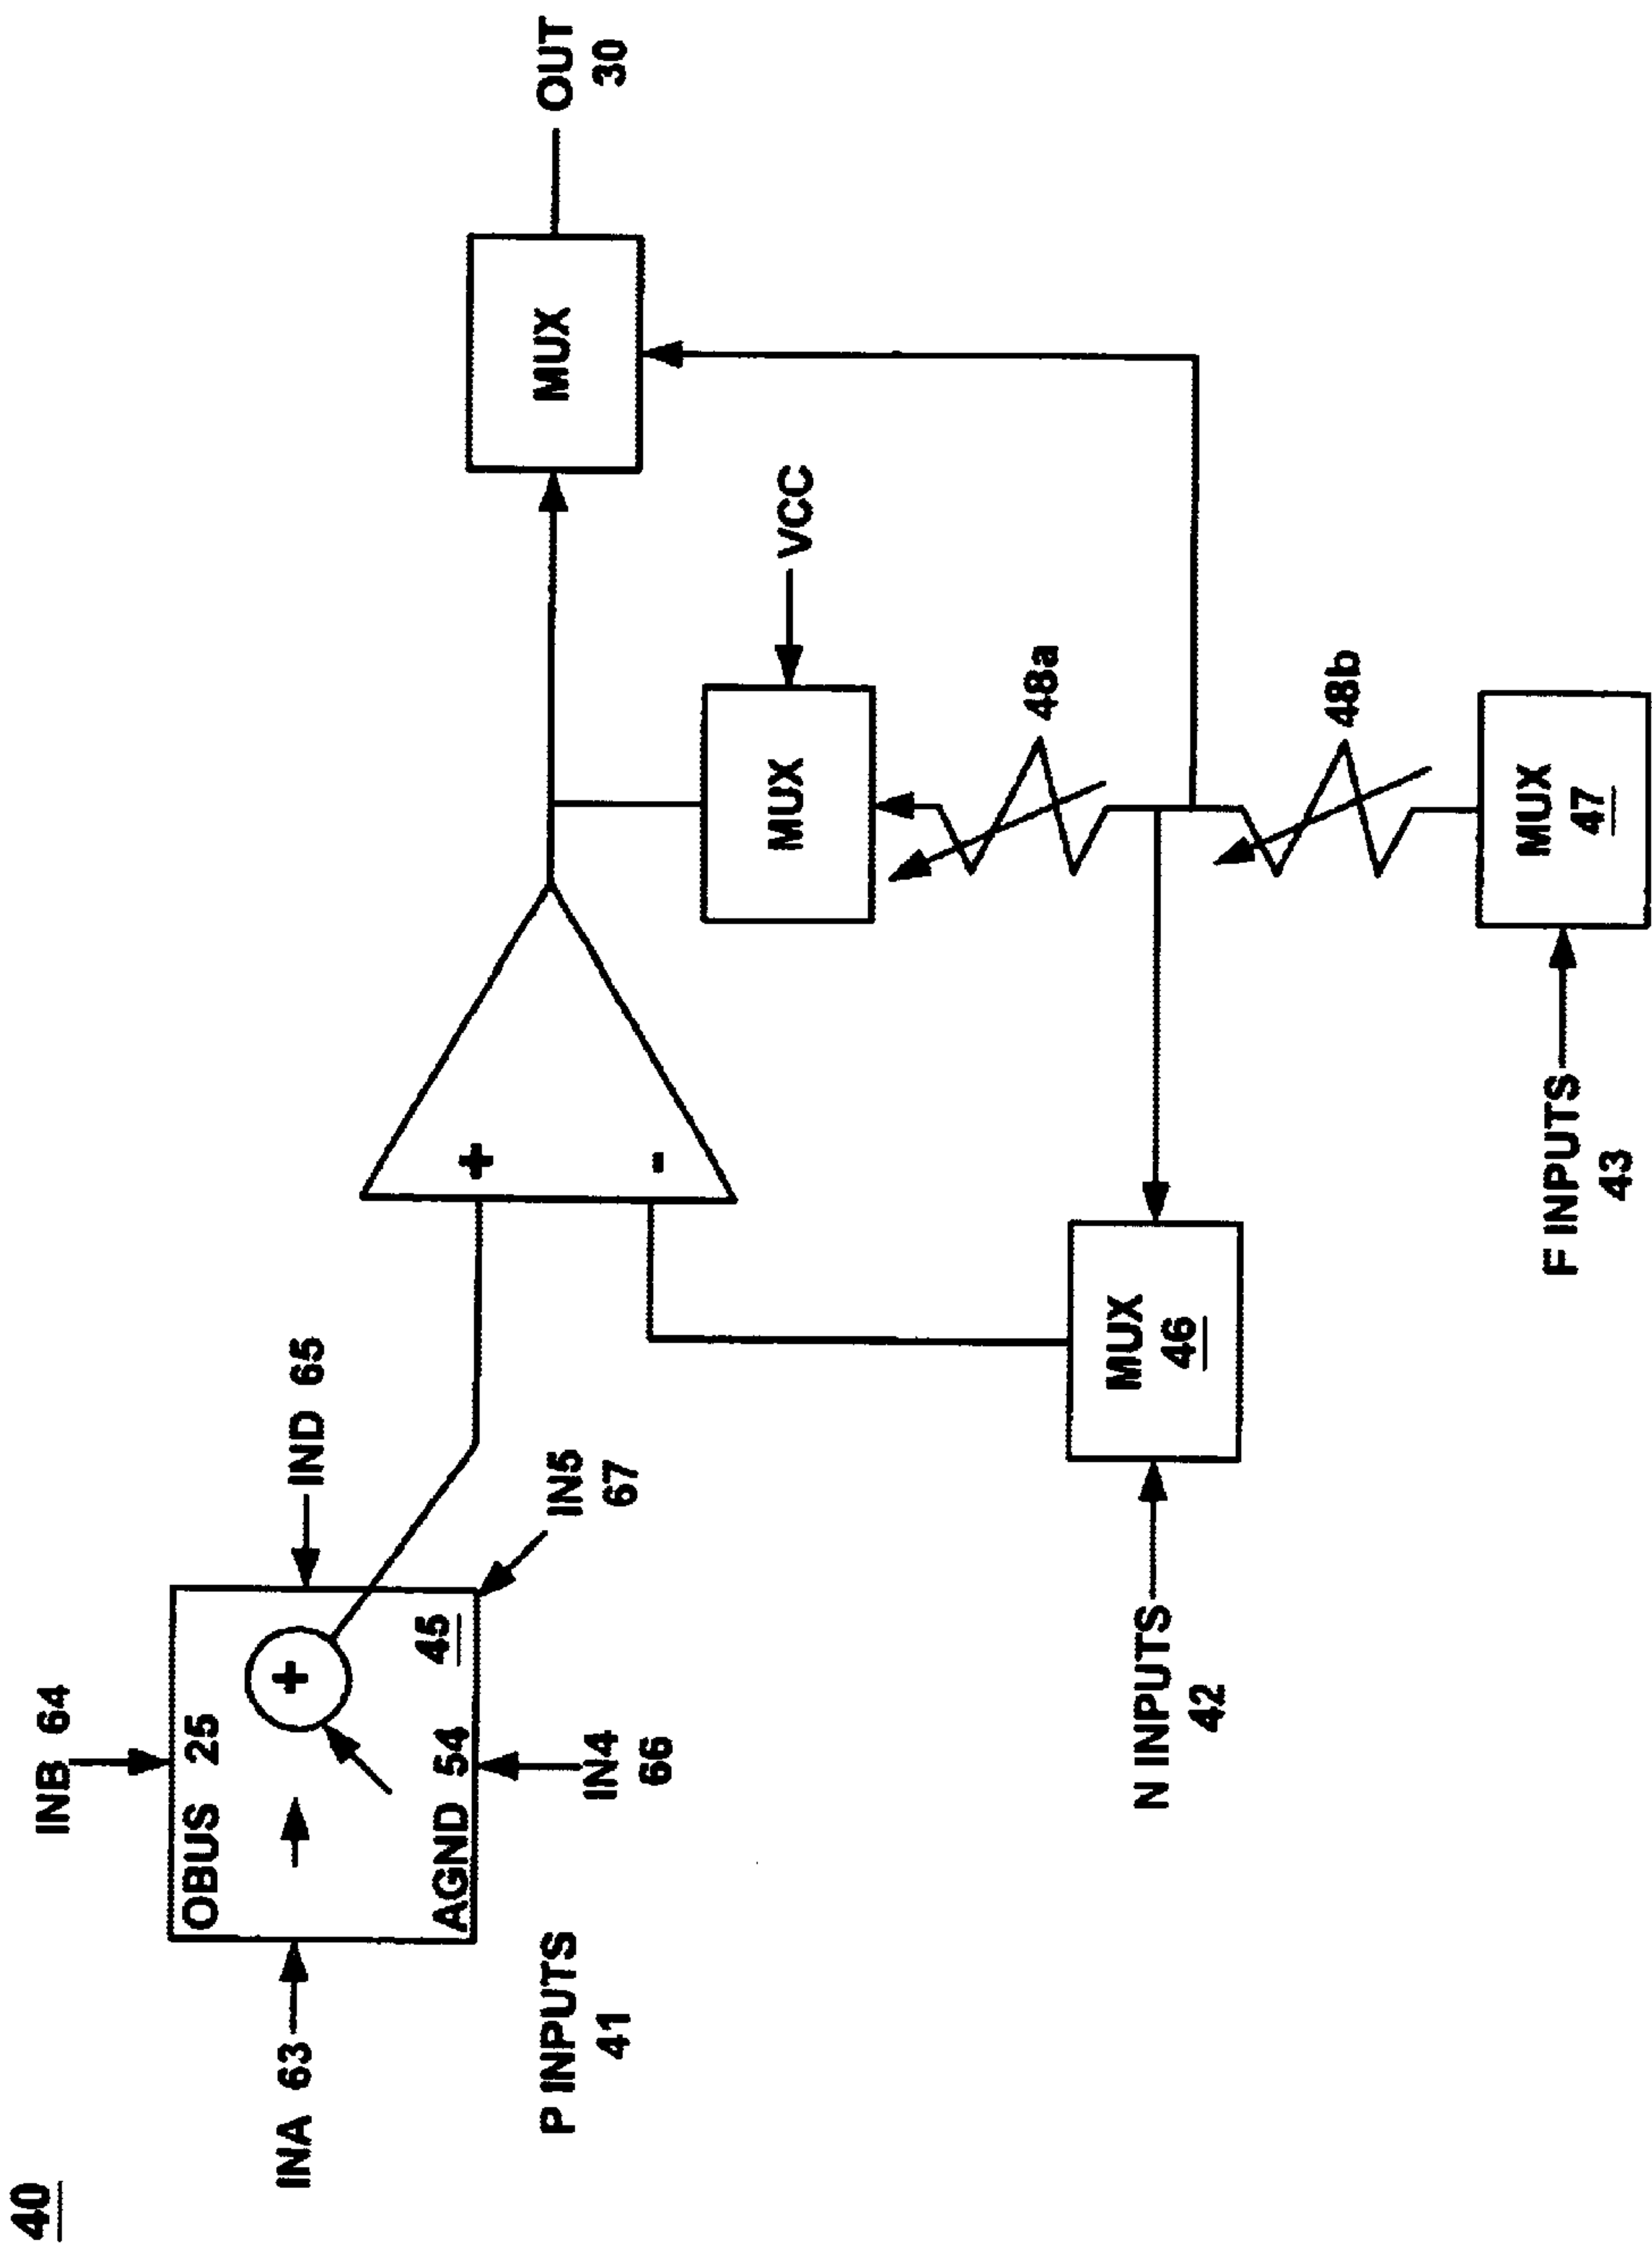 40
INA 63
INB 64
OBUS 25
+
45
AGND 54
IND 65
IN5
67
IN4
66
P INPUTS
41
+
-
MUX
OUT
30
MUX
VCC
48a
48b
N INPUTS
42
MUX
46
F INPUTS
43
MUX
47